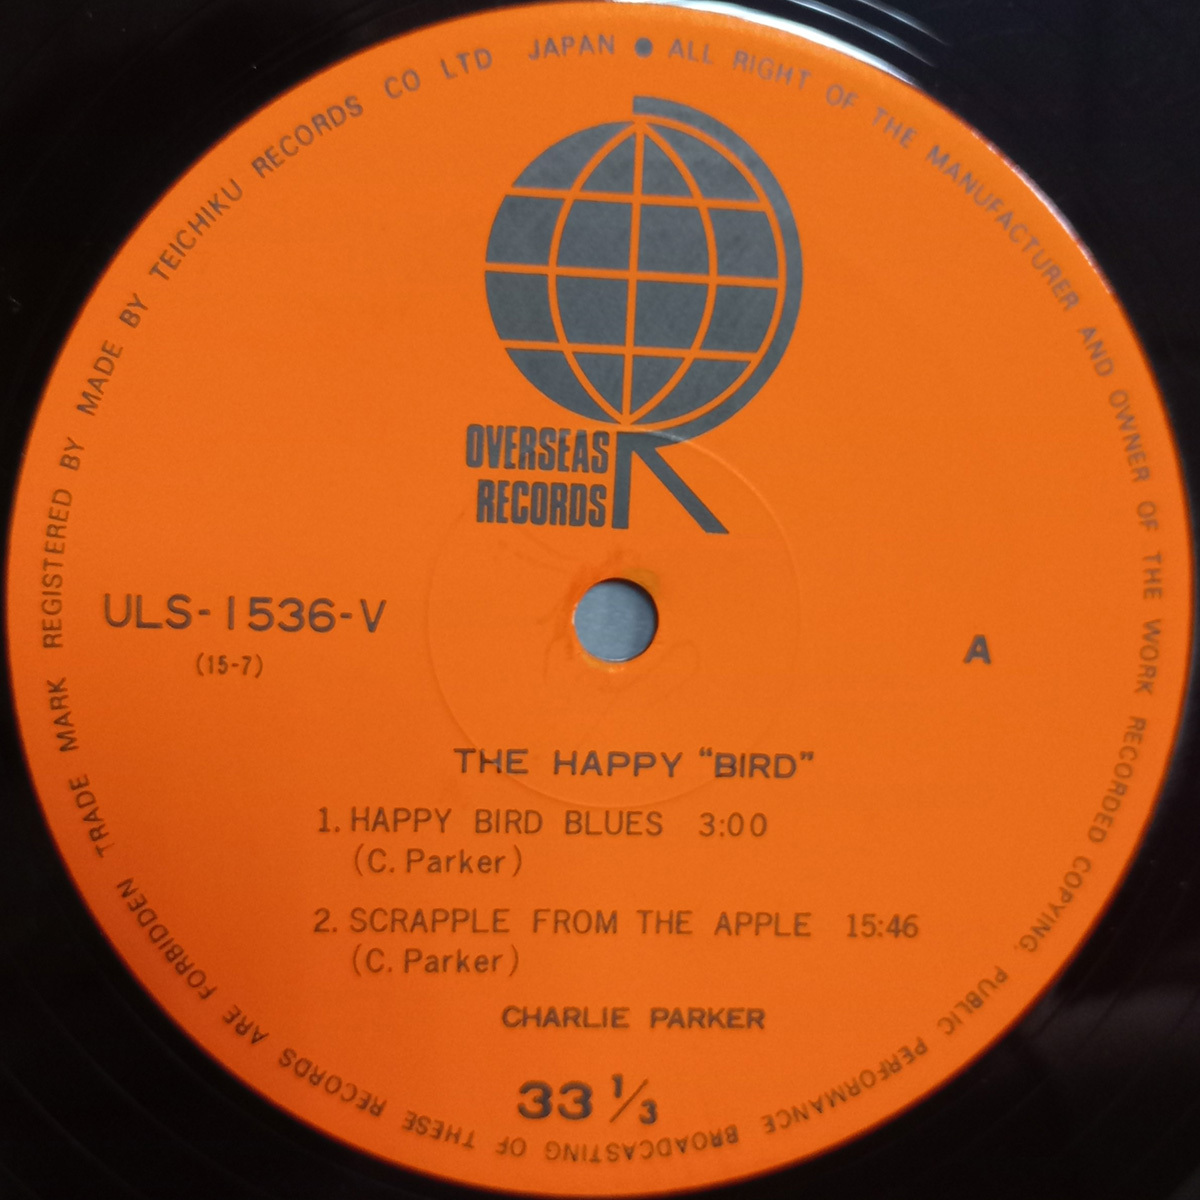 TRADE MARK REGISTERED BY MADE BY TEICHIKU RECORDS CO LTD JAPAN ● ALL RIGHT OF THE MANUFACTURER AND OWNER OF THE WORK RECORDED COPYING, PUBLIC PERFORMANCE BROADCASTING OF THESE RECORDS ARE FORBIDDEN
OVERSEAS
RECORDS
ULS-1536-V
(15-7)
A
THE HAPPY "BIRD"
1. HAPPY BIRD BLUES 3:00
(C. Parker)
2. SCRAPPLE FROM THE APPLE 15:46
(C. Parker)
CHARLIE PARKER
33 1/3